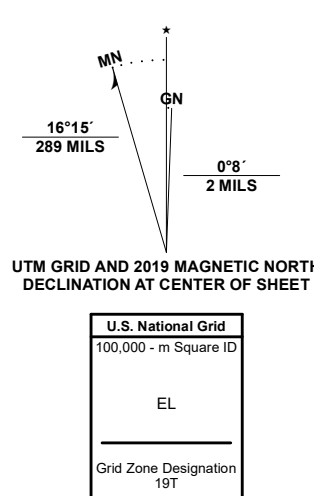 ★
MN
GN
16°15´
289 MILS
0°8´
2 MILS
UTM GRID AND 2019 MAGNETIC NORTH
DECLINATION AT CENTER OF SHEET
U.S. National Grid
100,000 - m Square ID
EL
Grid Zone Designation
19T